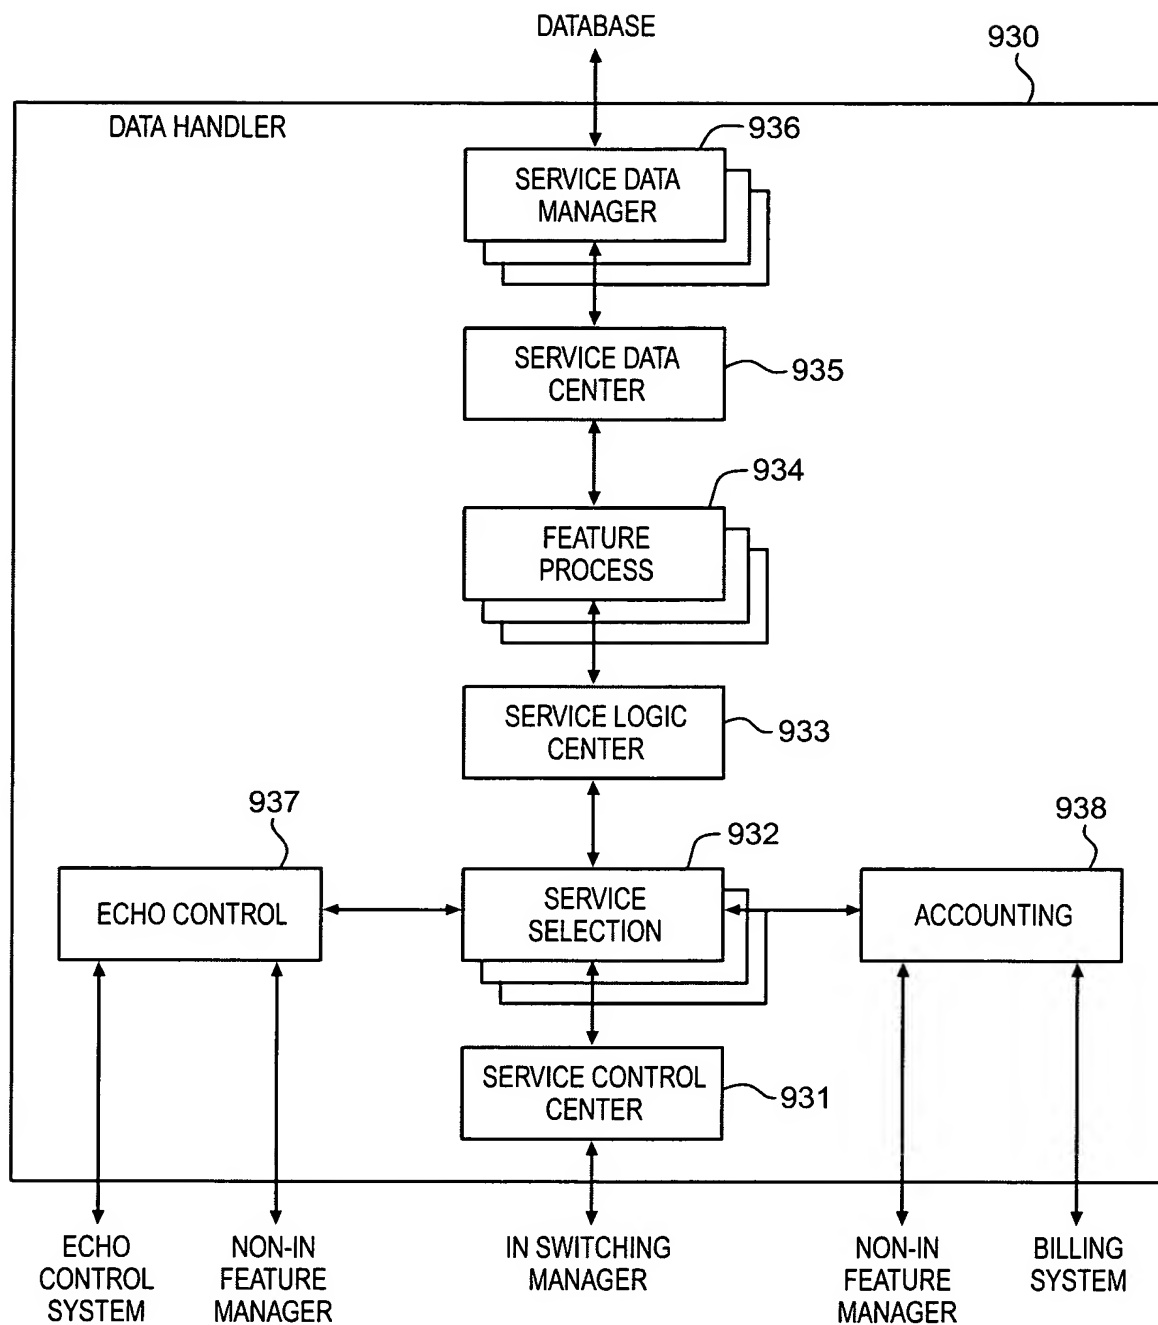 DATABASE
930
DATA HANDLER
936
SERVICE DATA
MANAGER
SERVICE DATA
CENTER
935
934
FEATURE
PROCESS
SERVICE LOGIC
CENTER
933
937
932
938
ECHO CONTROL
SERVICE
SELECTION
ACCOUNTING
SERVICE CONTROL
CENTER
931
ECHO
CONTROL
SYSTEM
NON-IN
FEATURE
MANAGER
IN SWITCHING
MANAGER
NON-IN
FEATURE
MANAGER
BILLING
SYSTEM